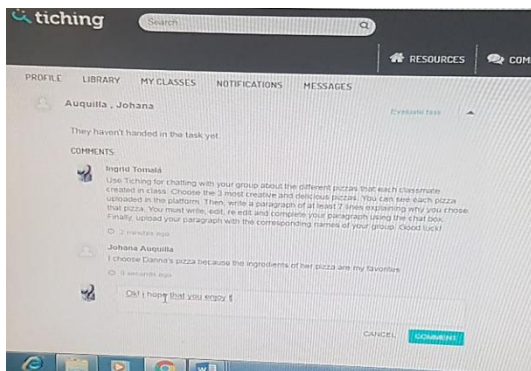 tiching
Search
RESOURCES
COM
PROFILE LIBRARY MY CLASSES NOTIFICATIONS MESSAGES
Auquilla , Johana
Evaluate task
They haven't handed in the task yet.
COMMENTS
Ingrid Tomalá
Use Tiching for chatting with your group about the different pizzas that each classmate
created in class. Choose the 3 most creative and delicious pizzas. You can see each pizza
uploaded in the platform. Then, write a paragraph of at least 7 lines explaining why you chose
that pizza. You must write, edit, re edit and complete your paragraph using the chat box.
Finally, upload your paragraph with the corresponding names of your group. Good luck!
2 minutes ago
Johana Auquilla
I choose Danna's pizza because the ingredients of her pizza are my favorites
9 seconds ago
Ok! I hope that you enjoy t
CANCEL COMMENT